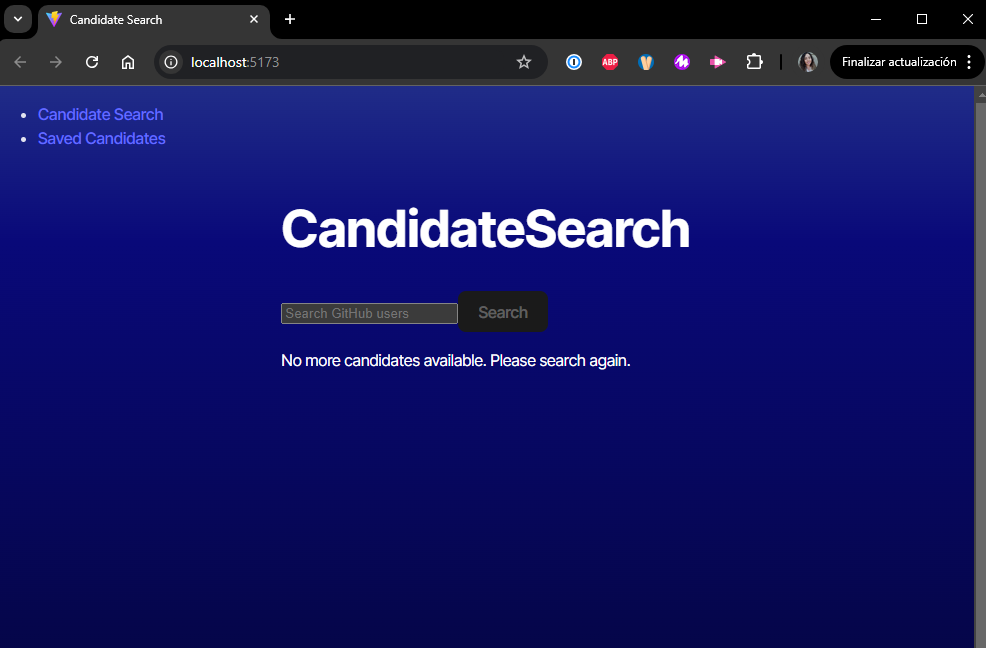 Candidate Search
localhost:5173
ABP
Finalizar actualización
Candidate Search
Saved Candidates
CandidateSearch
Search GitHub users
Search
No more candidates available. Please search again.